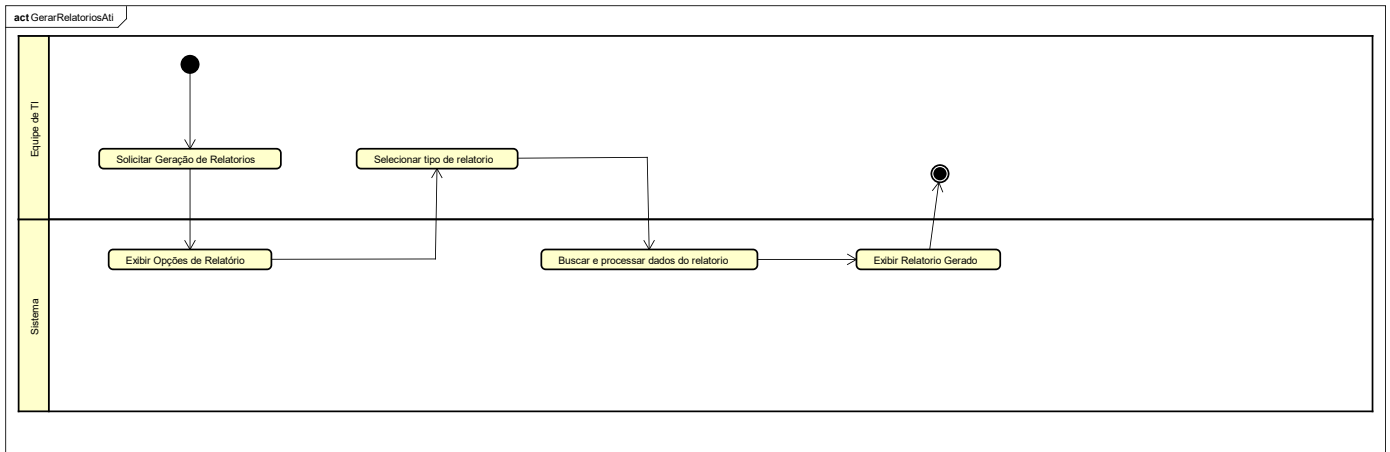 act GerarRelatoriosAti
Equipe de TI
Solicitar Geração de Relatorios
Selecionar tipo de relatorio
Sistema
Exibir Opções de Relatório
Buscar e processar dados do relatorio
Exibir Relatorio Gerado